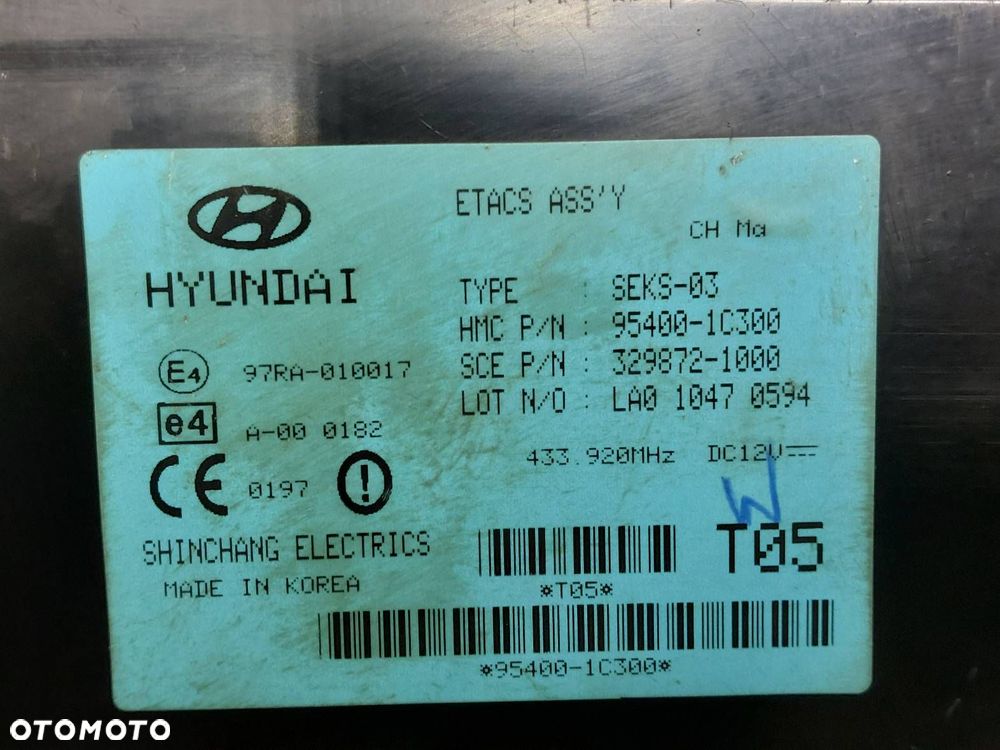 ETACS ASS'Y
CH Ma
HYUNDAI
TYPE : SEKS-03
HMC P/N : 95400-1C300
SCE P/N : 329872-1000
LOT N/O : LA0 1047 0594
E4 97RA-010017
e4 A-00 0182
433.920MHz DC12V
CE 0197
W
SHINCHANG ELECTRICS
MADE IN KOREA
T05
*T05*
*95400-1C300*
OTOMOTO